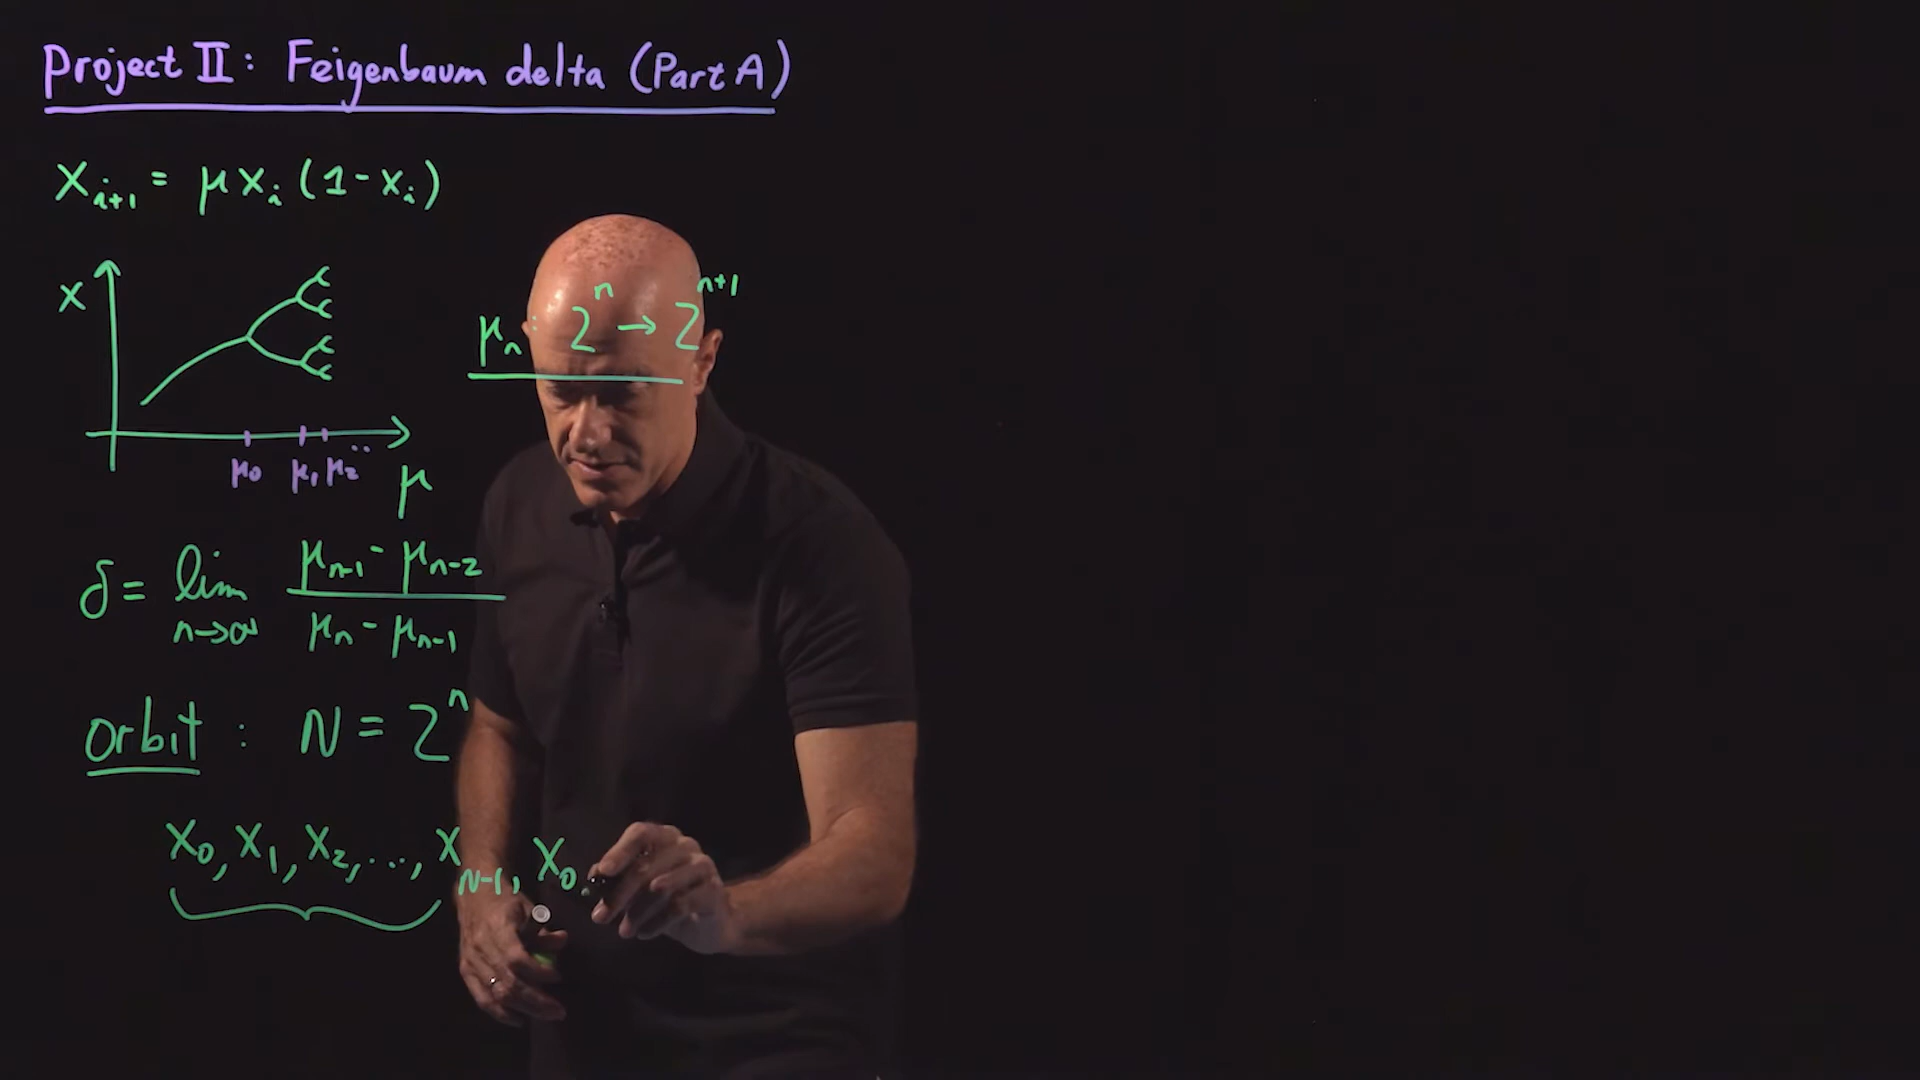 Project II: Feigenbaum delta (Part A)
x_{i+1} = μ x_i (1 - x_i)
x
μ_n: 2^n → 2^{n+1}
μ_0 μ_1 μ_2 ..
μ
δ = lim_{n→∞} (μ_{n-1} - μ_{n-2}) / (μ_n - μ_{n-1})
orbit : N = 2^n
x_0, x_1, x_2, ..., x_{N-1}, x_0,